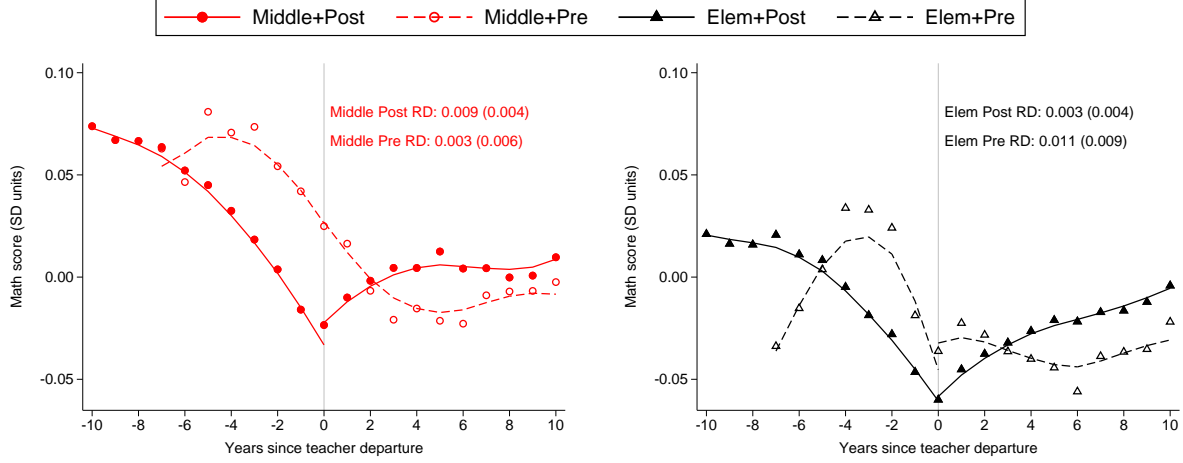 Middle+Post Middle+Pre Elem+Post Elem+Pre
0.10
0.05
0.00
-0.05
Math score (SD units)
Middle Post RD: 0.009 (0.004)
Middle Pre RD: 0.003 (0.006)
-10 -8 -6 -4 -2 0 2 4 6 8 10
Years since teacher departure
0.10
0.05
0.00
-0.05
Math score (SD units)
Elem Post RD: 0.003 (0.004)
Elem Pre RD: 0.011 (0.009)
-10 -8 -6 -4 -2 0 2 4 6 8 10
Years since teacher departure